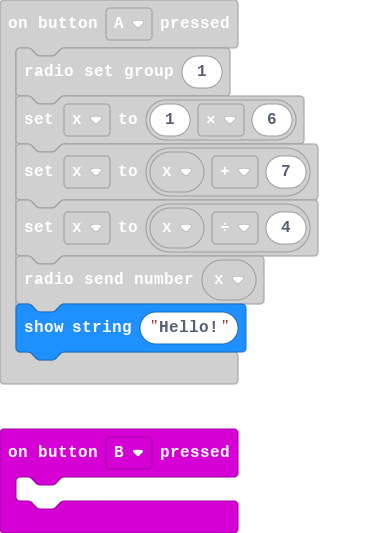 on button A pressed
radio set group 1
set x to 1 × 6
set x to x + 7
set x to x ÷ 4
radio send number x
show string "Hello!"
on button B pressed